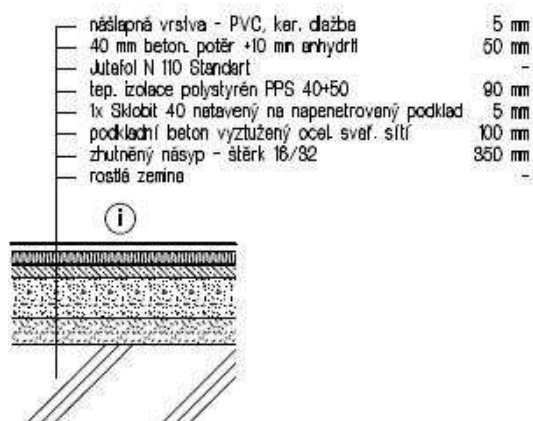 nášlapná vrstva - PVC, ker. dlažba 5 mm
40 mm beton. potěr +10 mm anhydrit 50 mm
Jutafol N 110 Standart -
tep. izolace polystyrén PPS 40+50 90 mm
1x Sklobit 40 natavený na napenetrovaný podklad 5 mm
podkladní beton vyztužený ocel. svař. sítí 100 mm
zhutněný násyp - štěrk 16/32 350 mm
rostlá zemina -
i